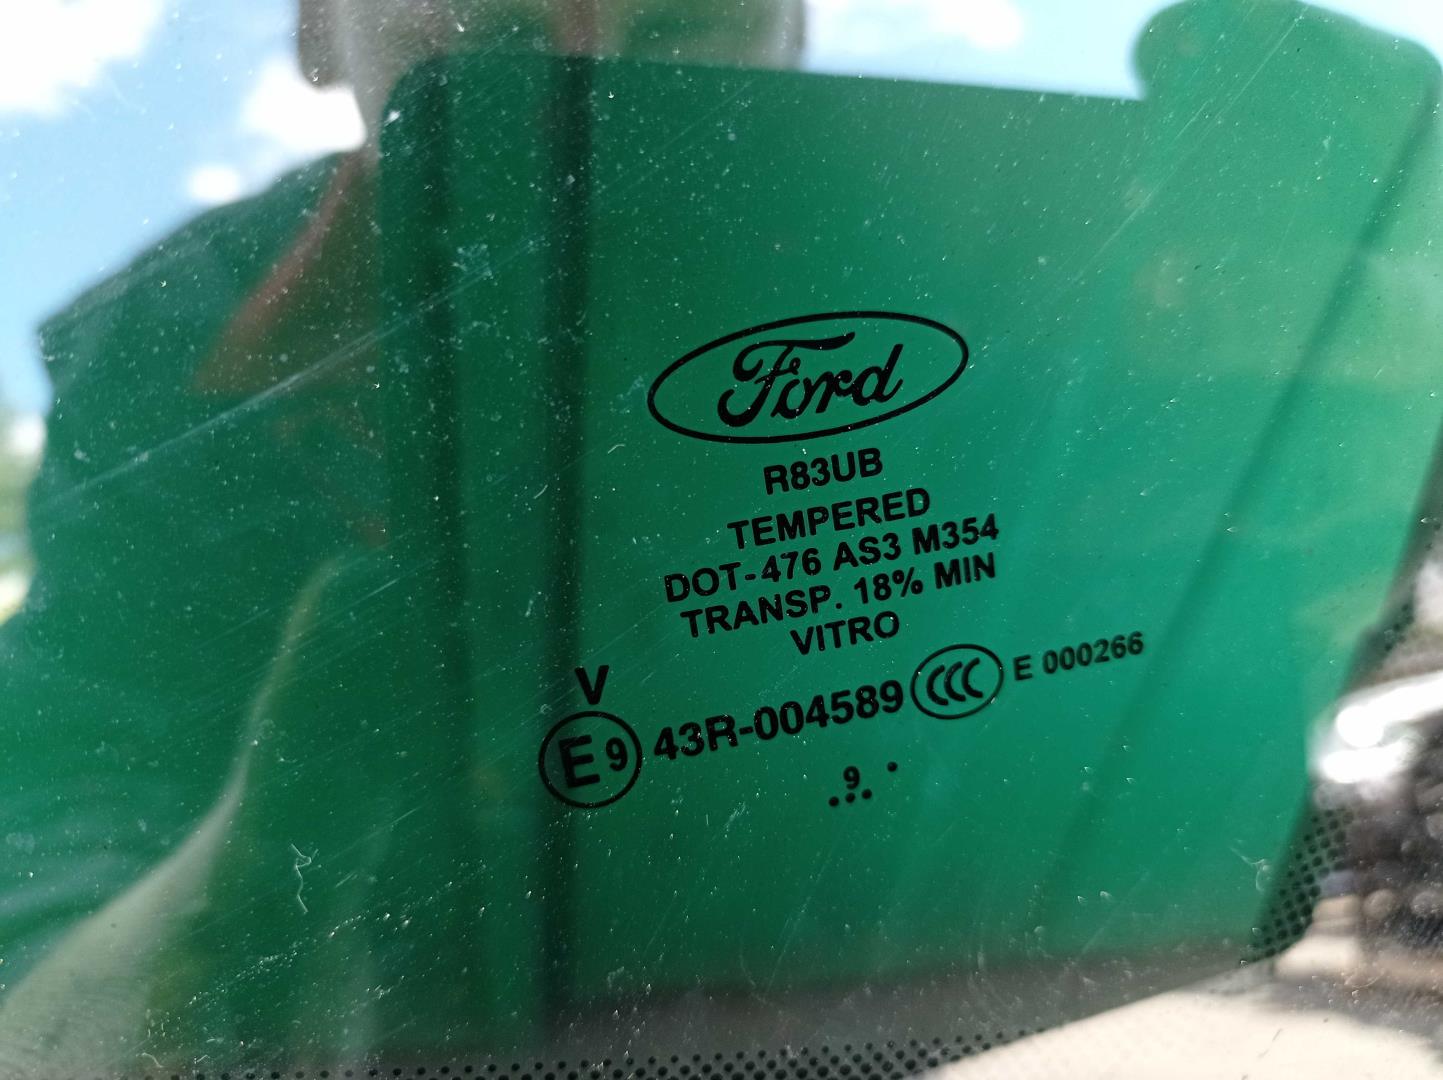 Ford
R83UB
TEMPERED
DOT-476 AS3 M354
TRANSP. 18% MIN
VITRO
V
E9 43R-004589 CCC E 000266
9